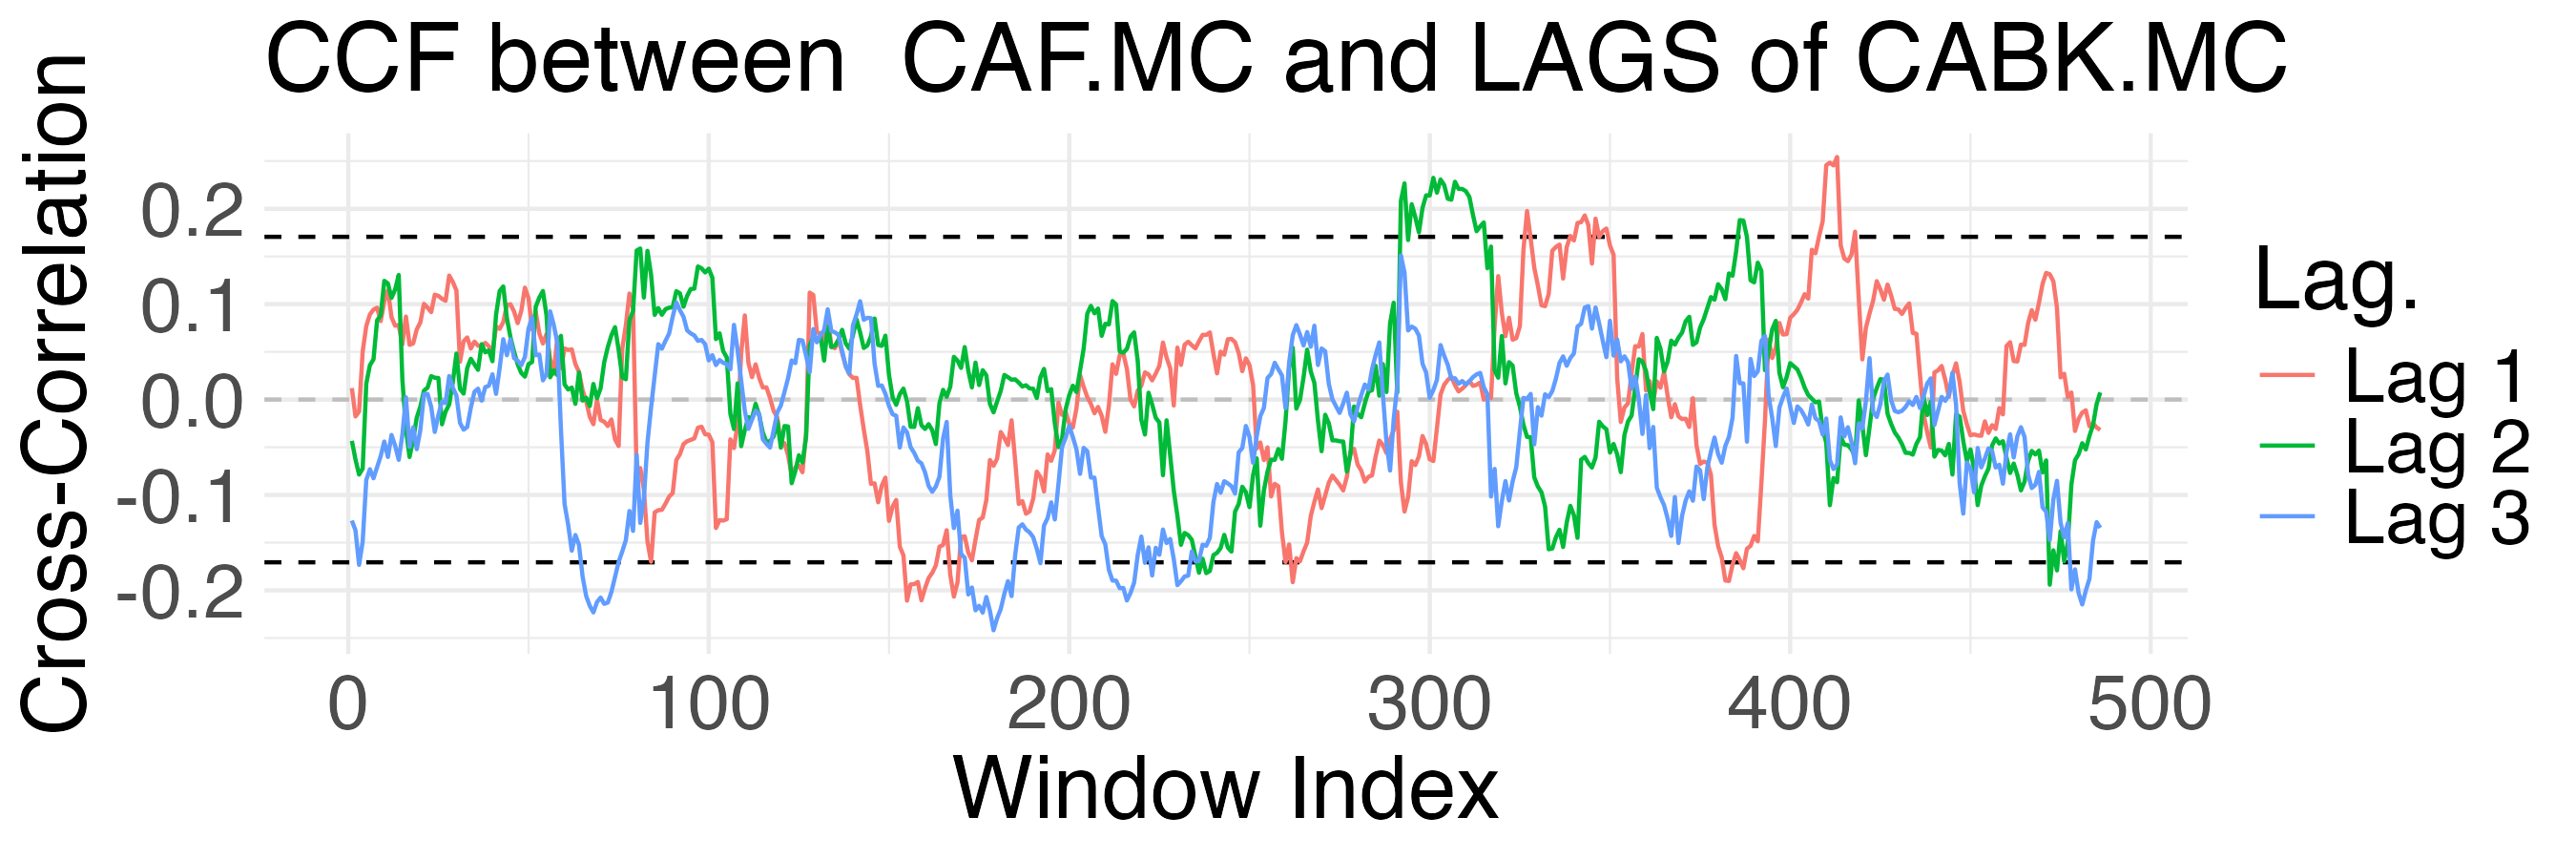 CCF between  CAF.MC and LAGS of CABK.MC
Cross-Correlation
0.2
0.1
0.0
-0.1
-0.2
0 100 200 300 400 500
Window Index
Lag.
Lag 1
Lag 2
Lag 3